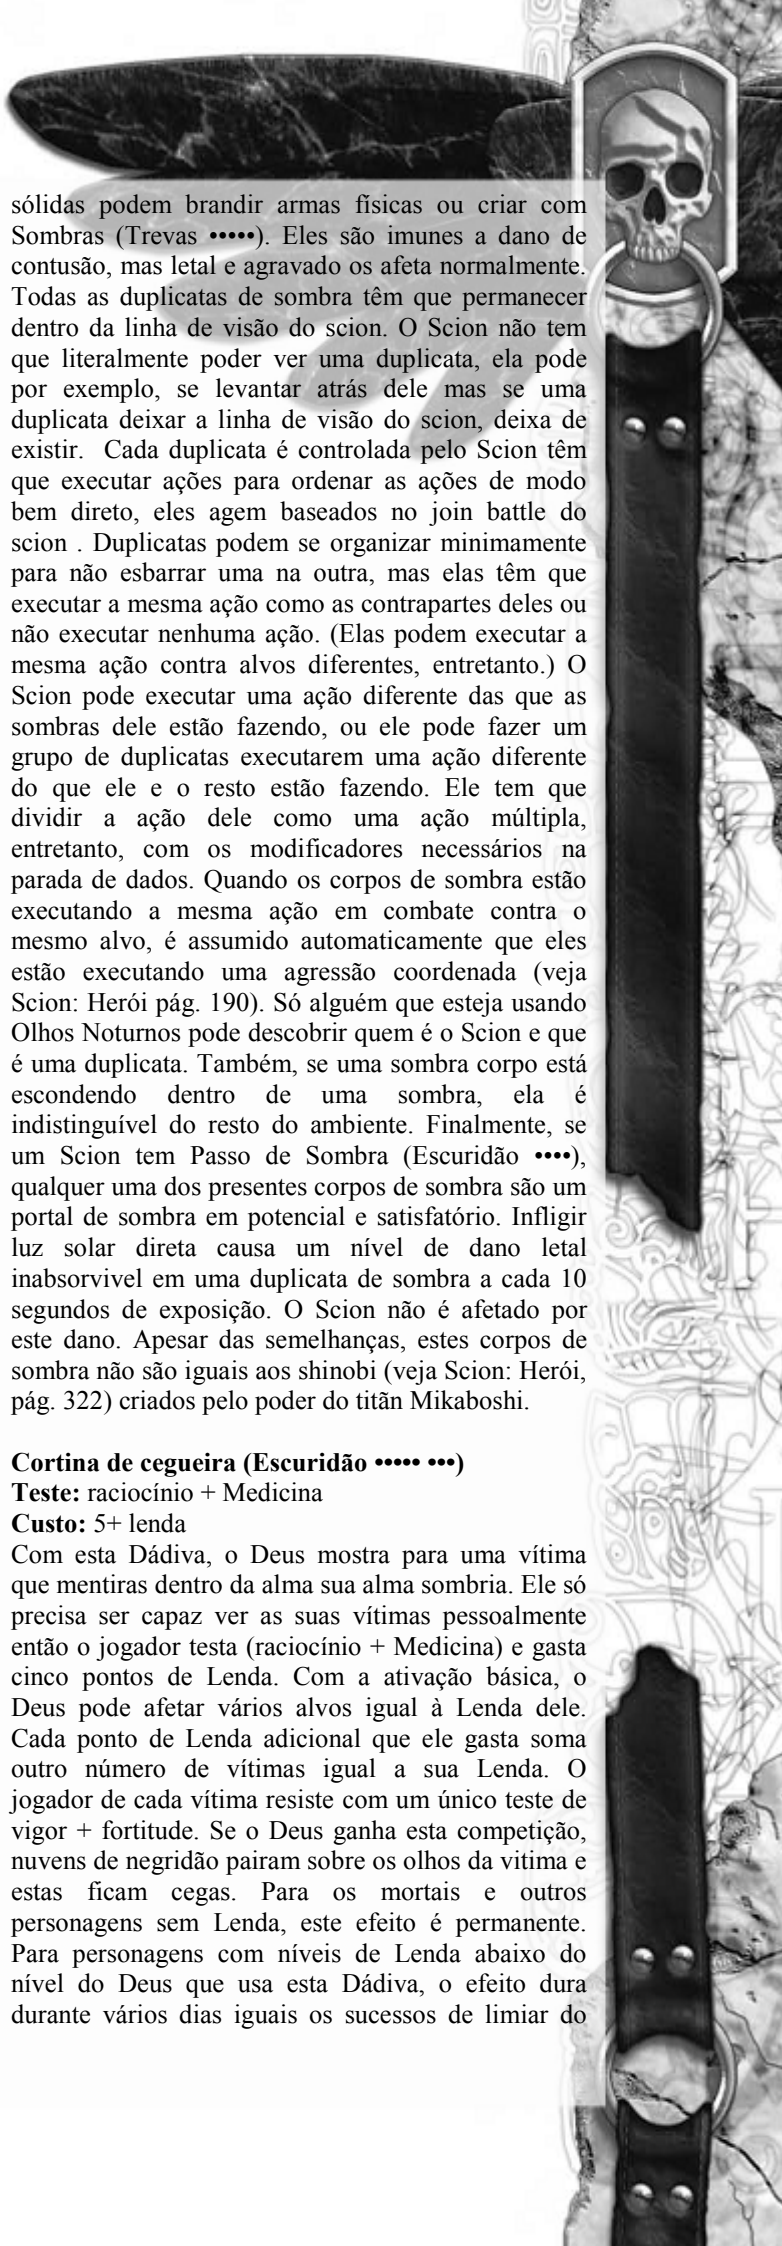 sólidas podem brandir armas físicas ou criar com
Sombras (Trevas •••••). Eles são imunes a dano de
contusão, mas letal e agravado os afeta normalmente.
Todas as duplicatas de sombra têm que permanecer
dentro da linha de visão do scion. O Scion não tem
que literalmente poder ver uma duplicata, ela pode
por exemplo, se levantar atrás dele mas se uma
duplicata deixar a linha de visão do scion, deixa de
existir. Cada duplicata é controlada pelo Scion têm
que executar ações para ordenar as ações de modo
bem direto, eles agem baseados no join battle do
scion . Duplicatas podem se organizar minimamente
para não esbarrar uma na outra, mas elas têm que
executar a mesma ação como as contrapartes deles ou
não executar nenhuma ação. (Elas podem executar a
mesma ação contra alvos diferentes, entretanto.) O
Scion pode executar uma ação diferente das que as
sombras dele estão fazendo, ou ele pode fazer um
grupo de duplicatas executarem uma ação diferente
do que ele e o resto estão fazendo. Ele tem que
dividir a ação dele como uma ação múltipla,
entretanto, com os modificadores necessários na
parada de dados. Quando os corpos de sombra estão
executando a mesma ação em combate contra o
mesmo alvo, é assumido automaticamente que eles
estão executando uma agressão coordenada (veja
Scion: Herói pág. 190). Só alguém que esteja usando
Olhos Noturnos pode descobrir quem é o Scion e que
é uma duplicata. Também, se uma sombra corpo está
escondendo dentro de uma sombra, ela é
indistinguível do resto do ambiente. Finalmente, se
um Scion tem Passo de Sombra (Escuridão ••••),
qualquer uma dos presentes corpos de sombra são um
portal de sombra em potencial e satisfatório. Infligir
luz solar direta causa um nível de dano letal
inabsorvivel em uma duplicata de sombra a cada 10
segundos de exposição. O Scion não é afetado por
este dano. Apesar das semelhanças, estes corpos de
sombra não são iguais aos shinobi (veja Scion: Herói,
pág. 322) criados pelo poder do titãn Mikaboshi.
Cortina de cegueira (Escuridão ••••• •••)
Teste: raciocínio + Medicina
Custo: 5+ lenda
Com esta Dádiva, o Deus mostra para uma vítima
que mentiras dentro da alma sua alma sombria. Ele só
precisa ser capaz ver as suas vítimas pessoalmente
então o jogador testa (raciocínio + Medicina) e gasta
cinco pontos de Lenda. Com a ativação básica, o
Deus pode afetar vários alvos igual à Lenda dele.
Cada ponto de Lenda adicional que ele gasta soma
outro número de vítimas igual a sua Lenda. O
jogador de cada vítima resiste com um único teste de
vigor + fortitude. Se o Deus ganha esta competição,
nuvens de negridão pairam sobre os olhos da vitima e
estas ficam cegas. Para os mortais e outros
personagens sem Lenda, este efeito é permanente.
Para personagens com níveis de Lenda abaixo do
nível do Deus que usa esta Dádiva, o efeito dura
durante vários dias iguais os sucessos de limiar do